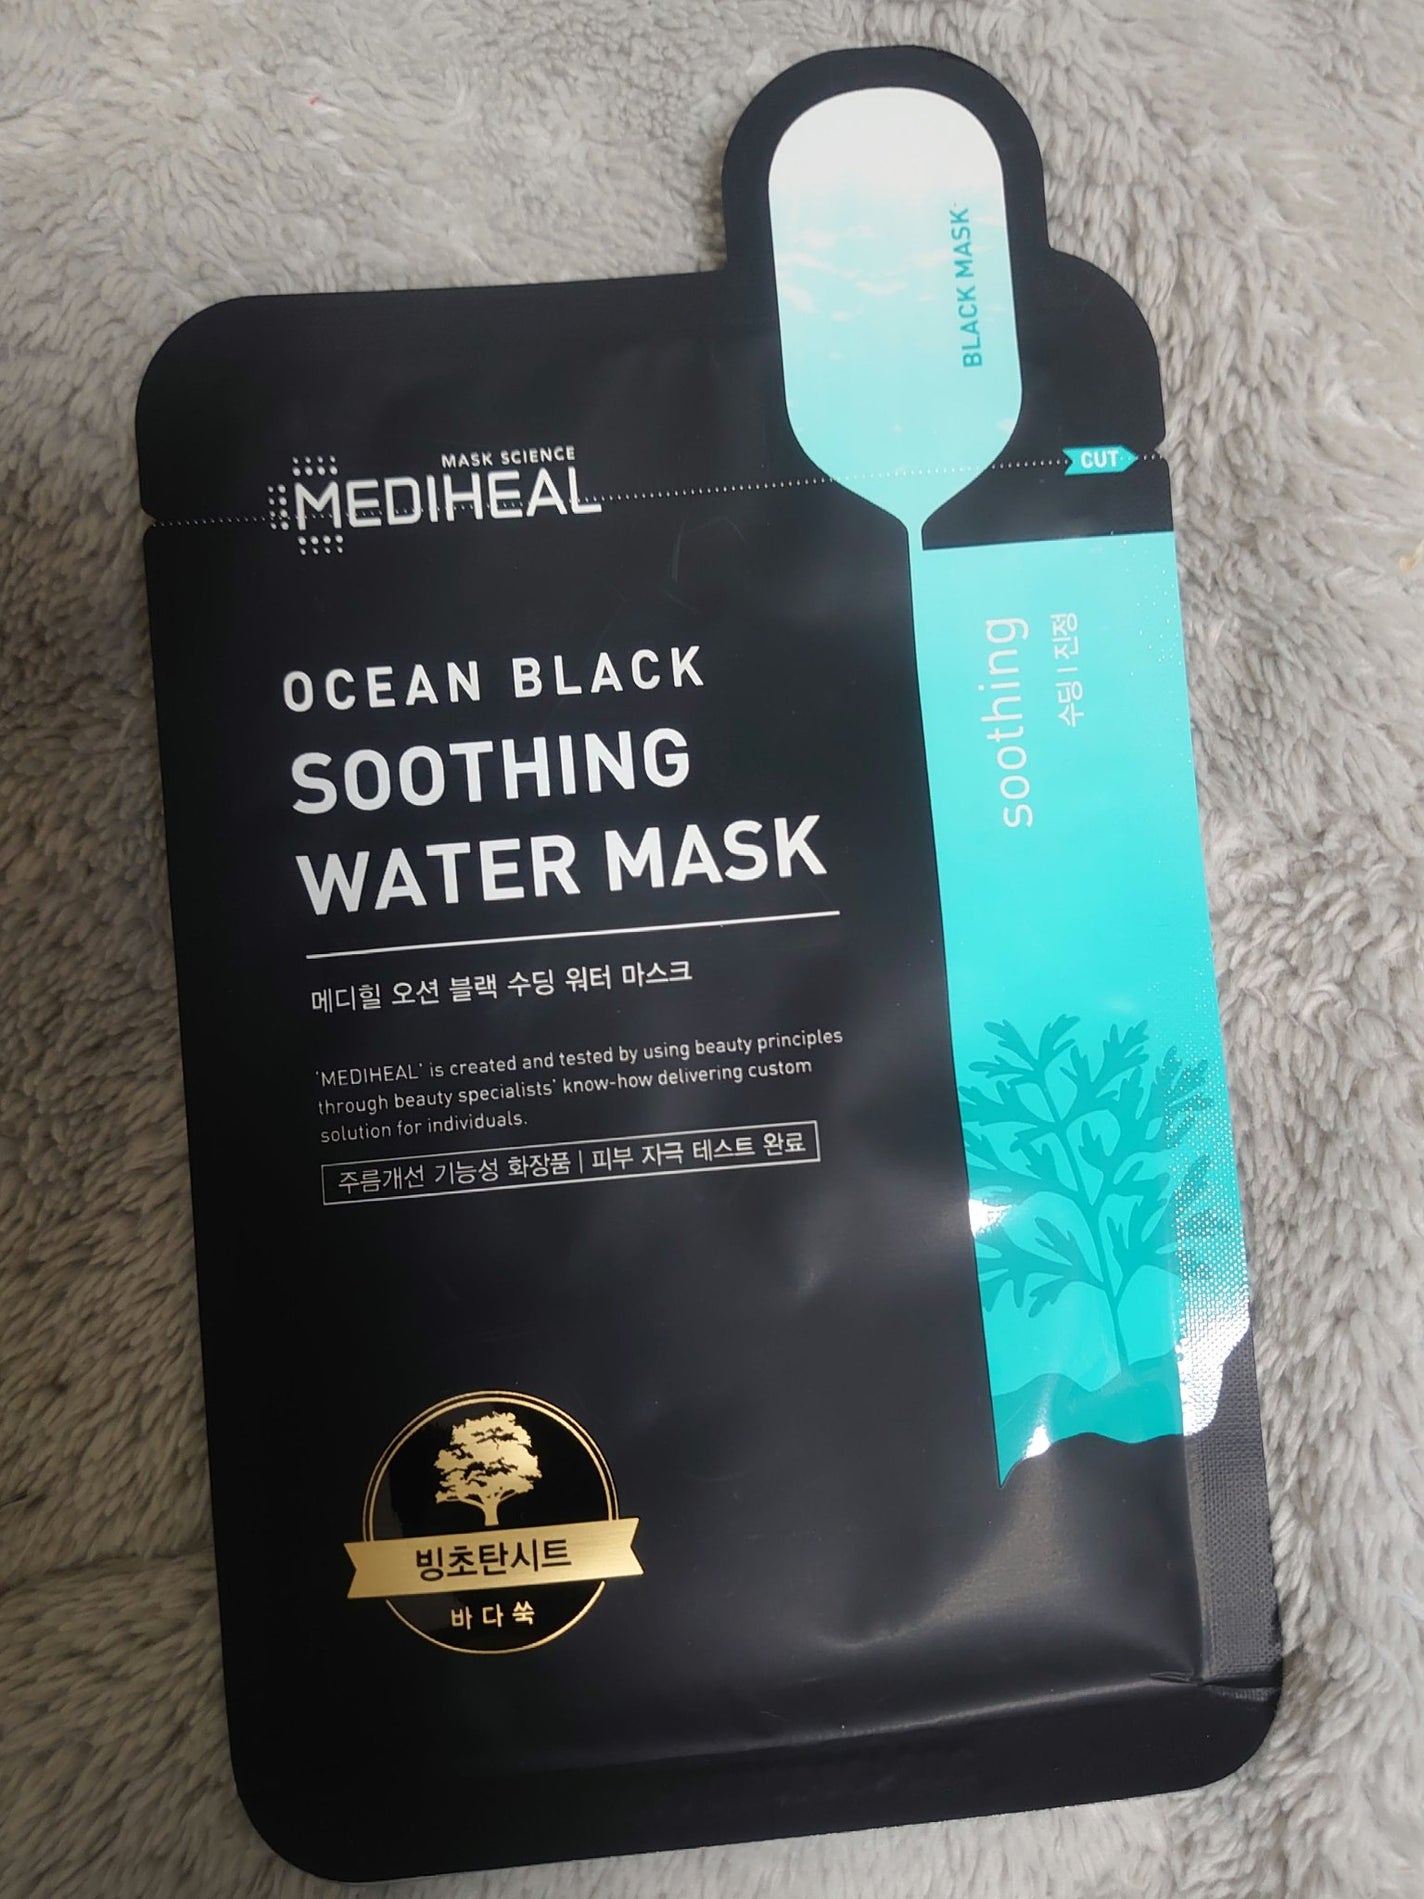 BLACK MASK
MASK SCIENCE
MEDIHEAL
CUT
OCEAN BLACK
SOOTHING
WATER MASK
메디힐 오션 블랙 수딩 워터 마스크
'MEDIHEAL' is created and tested by using beauty principles
through beauty specialists' know-how delivering custom
solution for individuals.
주름개선 기능성 화장품 | 피부 자극 테스트 완료
soothing
수딩 | 진정
빙초탄시트
바다쑥